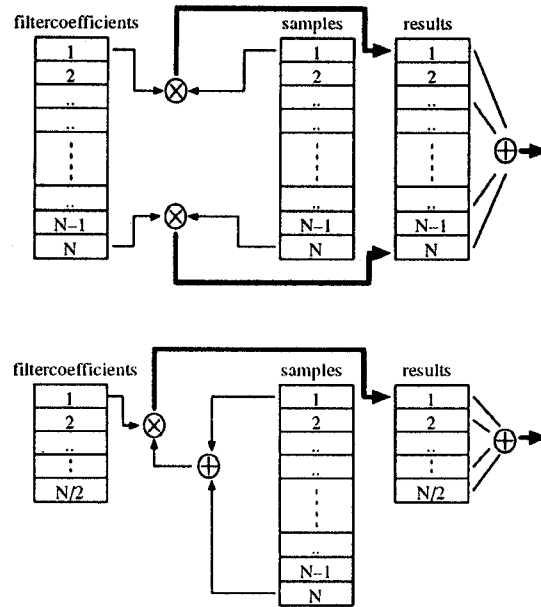 filtercoefficients samples results
1 1 1
2 2 2
.. .. ..
.. .. ..
.. .. ..
N-1 N-1 N-1
N N N
filtercoefficients samples results
1 1 1
2 2 2
.. .. ..
N/2 .. N/2
..
N-1
N